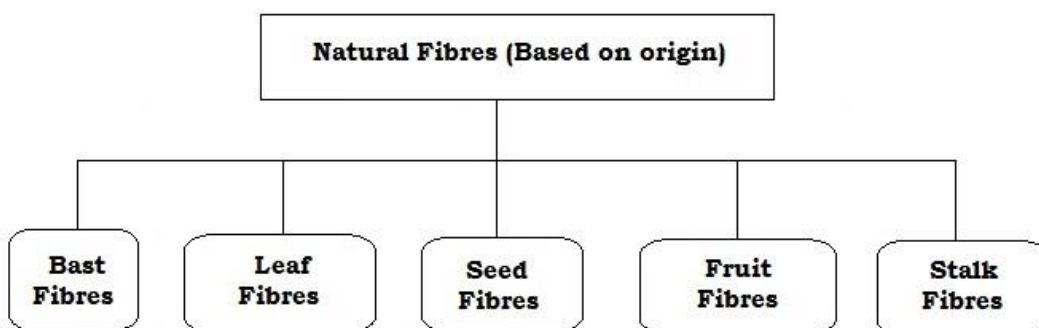 Natural Fibres (Based on origin)
Bast
Fibres
Leaf
Fibres
Seed
Fibres
Fruit
Fibres
Stalk
Fibres